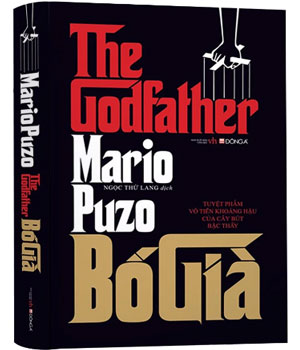 The
Godfather
ĐÔNG A
Mario
NGỌC THỨ LANG dịch
Puzo
TUYỆT PHẨM
VÔ TIỀN KHOÁNG HẬU
CỦA CÂY BÚT
BẬC THẦY
Bố Già
Mario Puzo
The
Godfather
Bố Già
ĐÔNG A